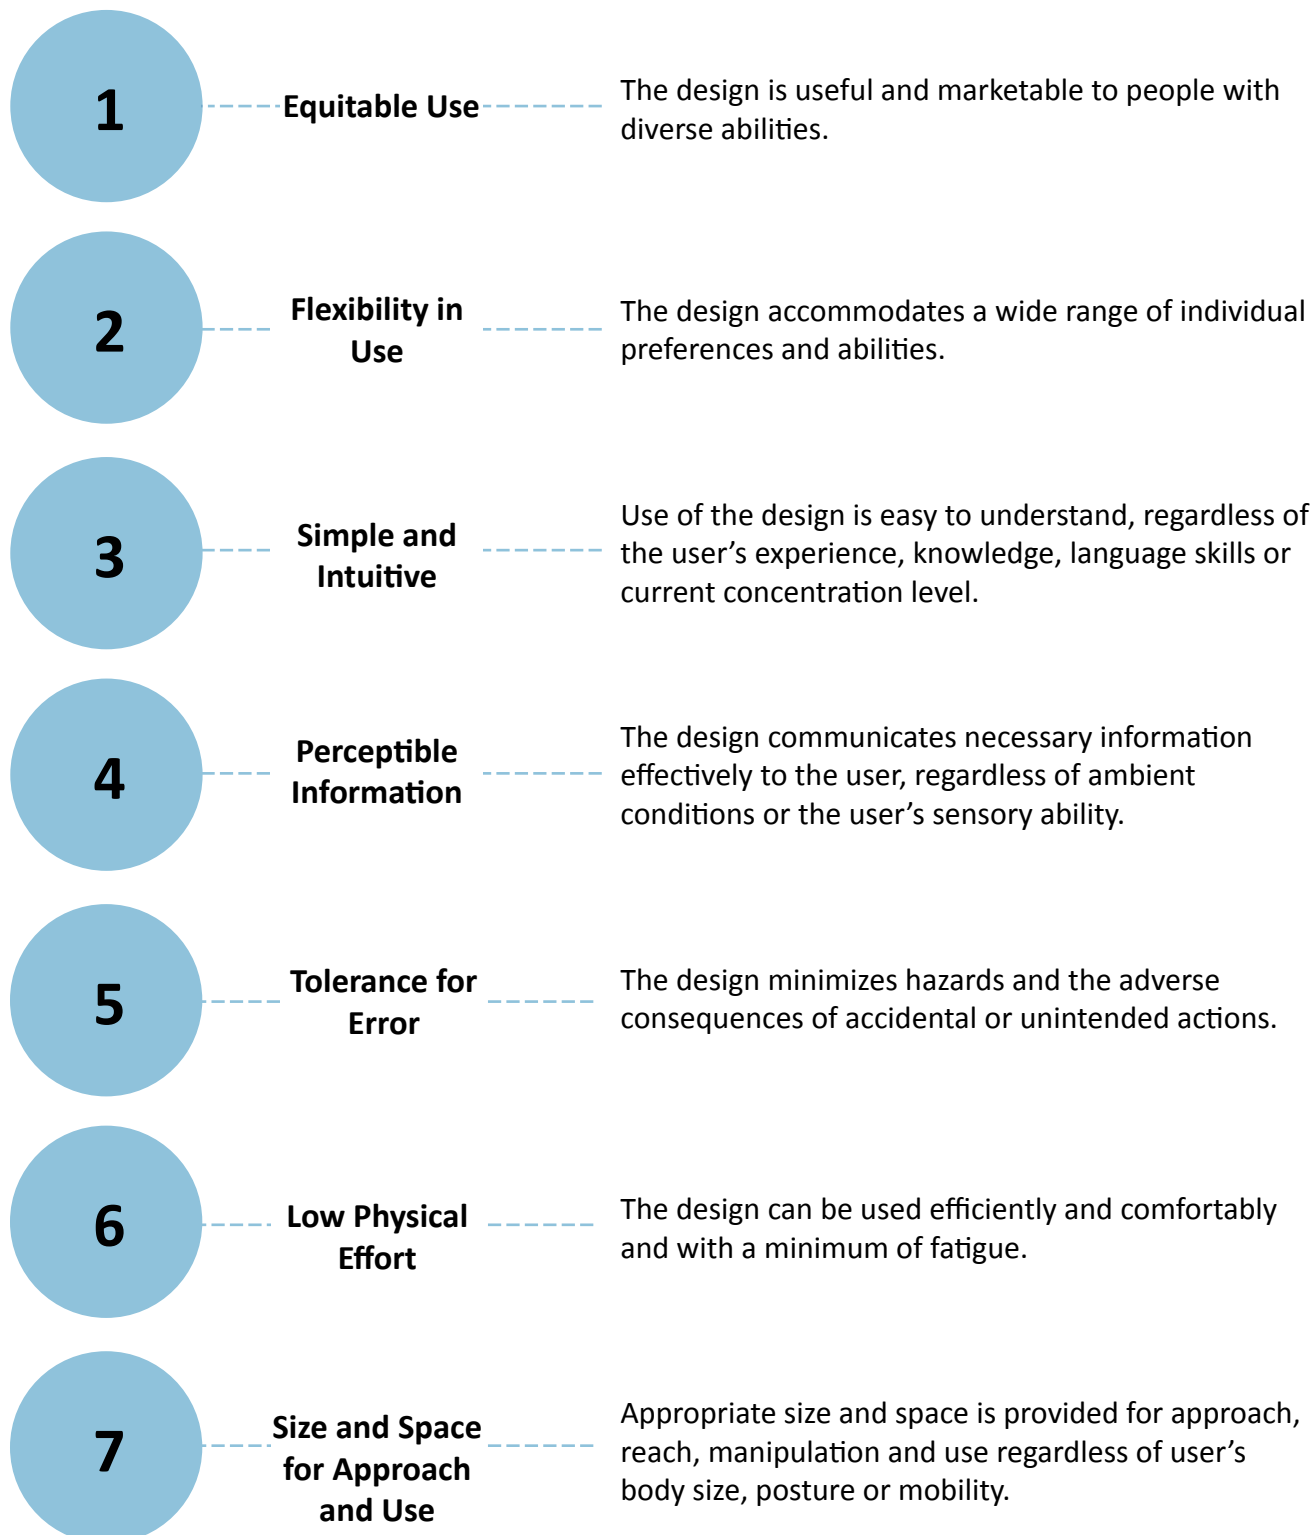 1
Equitable Use
The design is useful and marketable to people with
diverse abilities.
2
Flexibility in
Use
The design accommodates a wide range of individual
preferences and abilities.
3
Simple and
Intuitive
Use of the design is easy to understand, regardless of
the user’s experience, knowledge, language skills or
current concentration level.
4
Perceptible
Information
The design communicates necessary information
effectively to the user, regardless of ambient
conditions or the user’s sensory ability.
5
Tolerance for
Error
The design minimizes hazards and the adverse
consequences of accidental or unintended actions.
6
Low Physical
Effort
The design can be used efficiently and comfortably
and with a minimum of fatigue.
7
Size and Space
for Approach
and Use
Appropriate size and space is provided for approach,
reach, manipulation and use regardless of user’s
body size, posture or mobility.